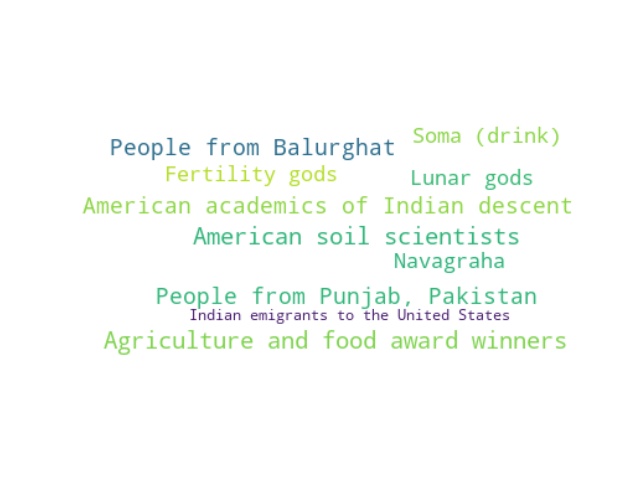 Soma (drink)
People from Balurghat
Fertility gods
Lunar gods
American academics of Indian descent
American soil scientists
Navagraha
People from Punjab, Pakistan
Indian emigrants to the United States
Agriculture and food award winners